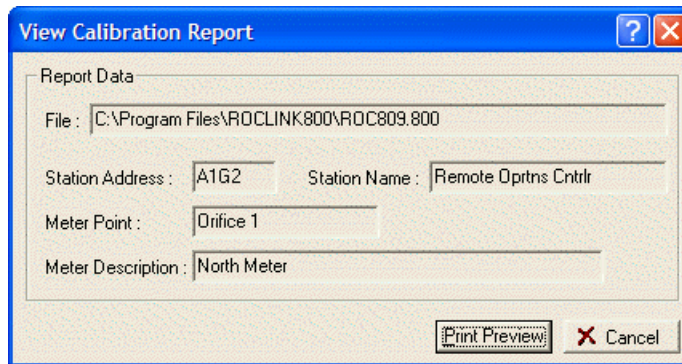 View Calibration Report
Report Data
File : C:\Program Files\ROCLINK800\ROC809.800
Station Address : A1G2 Station Name : Remote Oprtns Cntrlr
Meter Point : Orifice 1
Meter Description : North Meter
Print Preview Cancel